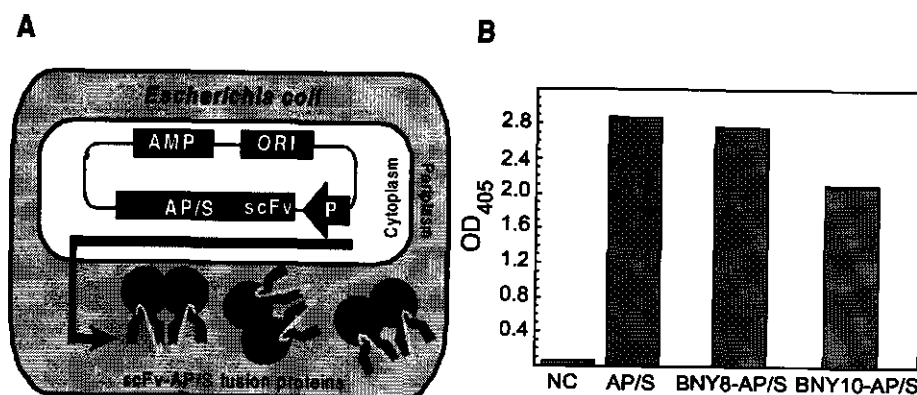 A
Escherichia coli
AMP
ORI
AP/S
scFv
P
Cytoplasm
Periplasm
scFv-AP/S fusion proteins
B
OD405
2.8
2.4
2.0
1.6
1.2
0.8
0.4
NC
AP/S
BNY8-AP/S
BNY10-AP/S